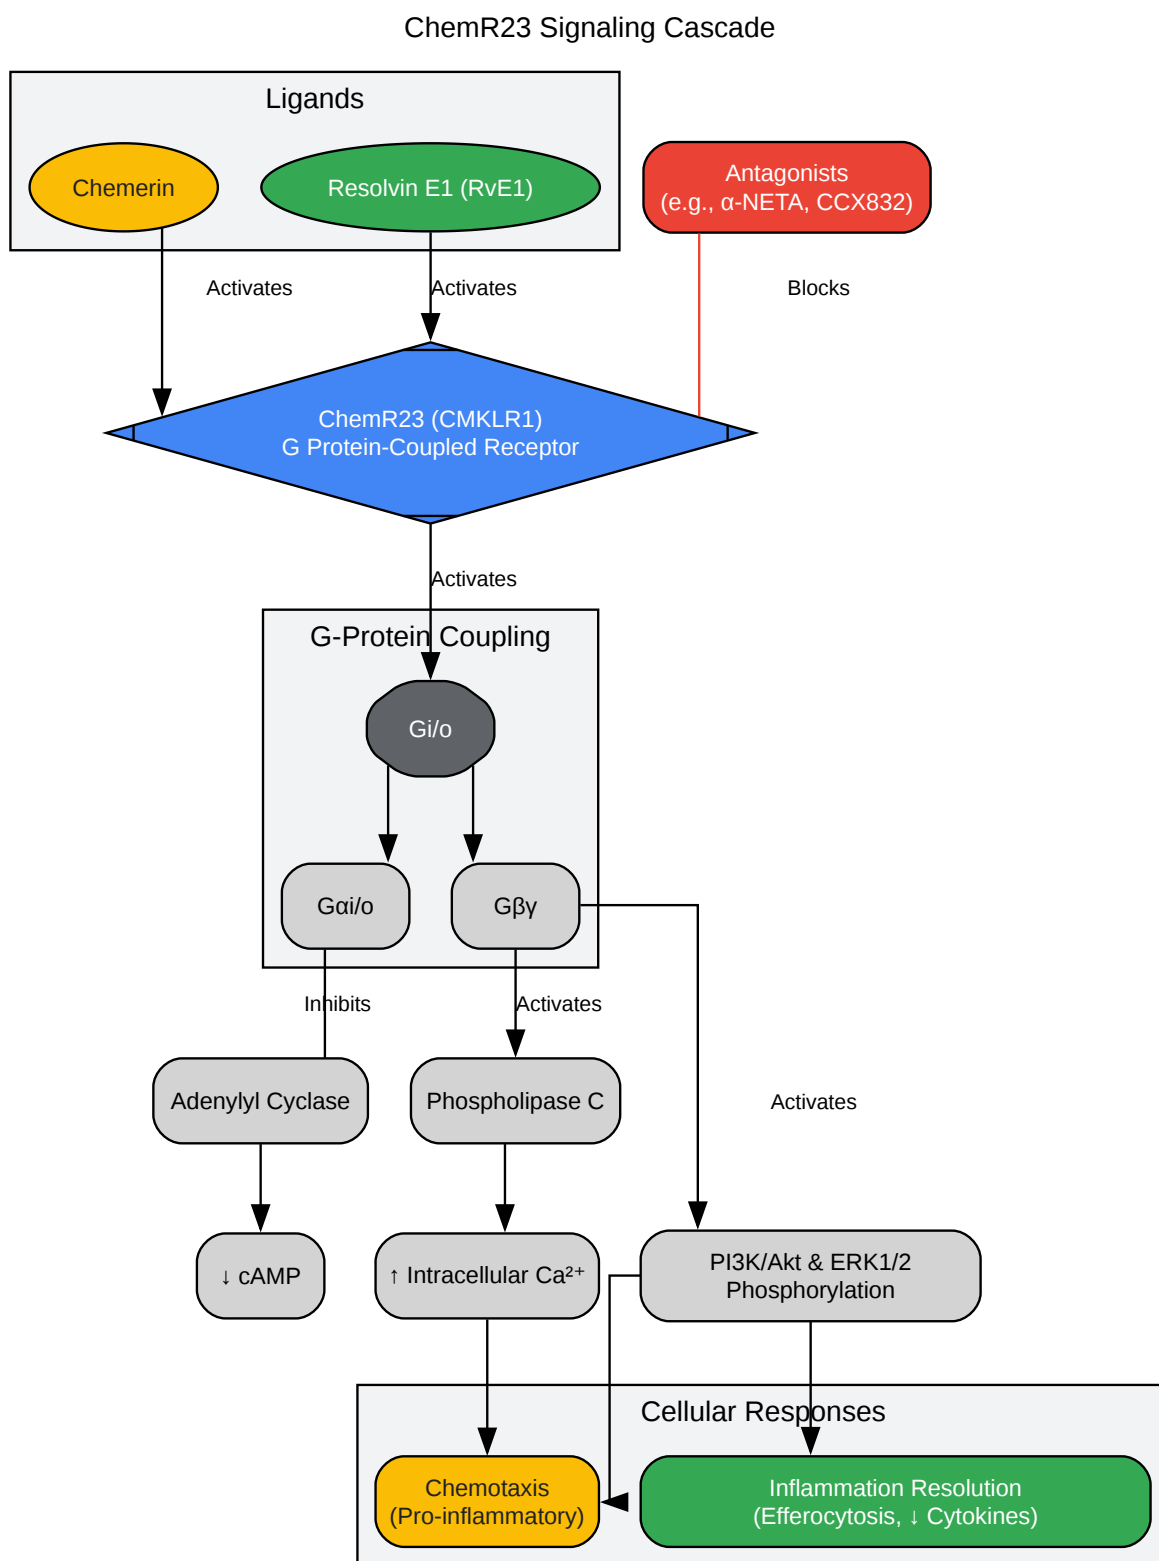 ChemR23 Signaling Cascade
Ligands
Chemerin
Resolvin E1 (RvE1)
Antagonists
(e.g., α-NETA, CCX832)
Activates
Activates
Blocks
ChemR23 (CMKLR1)
G Protein-Coupled Receptor
Activates
G-Protein Coupling
Gi/o
Gαi/o
Gβγ
Inhibits
Activates
Adenylyl Cyclase
Phospholipase C
Activates
↓ cAMP
↑ Intracellular Ca²⁺
PI3K/Akt & ERK1/2
Phosphorylation
Cellular Responses
Chemotaxis
(Pro-inflammatory)
Inflammation Resolution
(Efferocytosis, ↓ Cytokines)